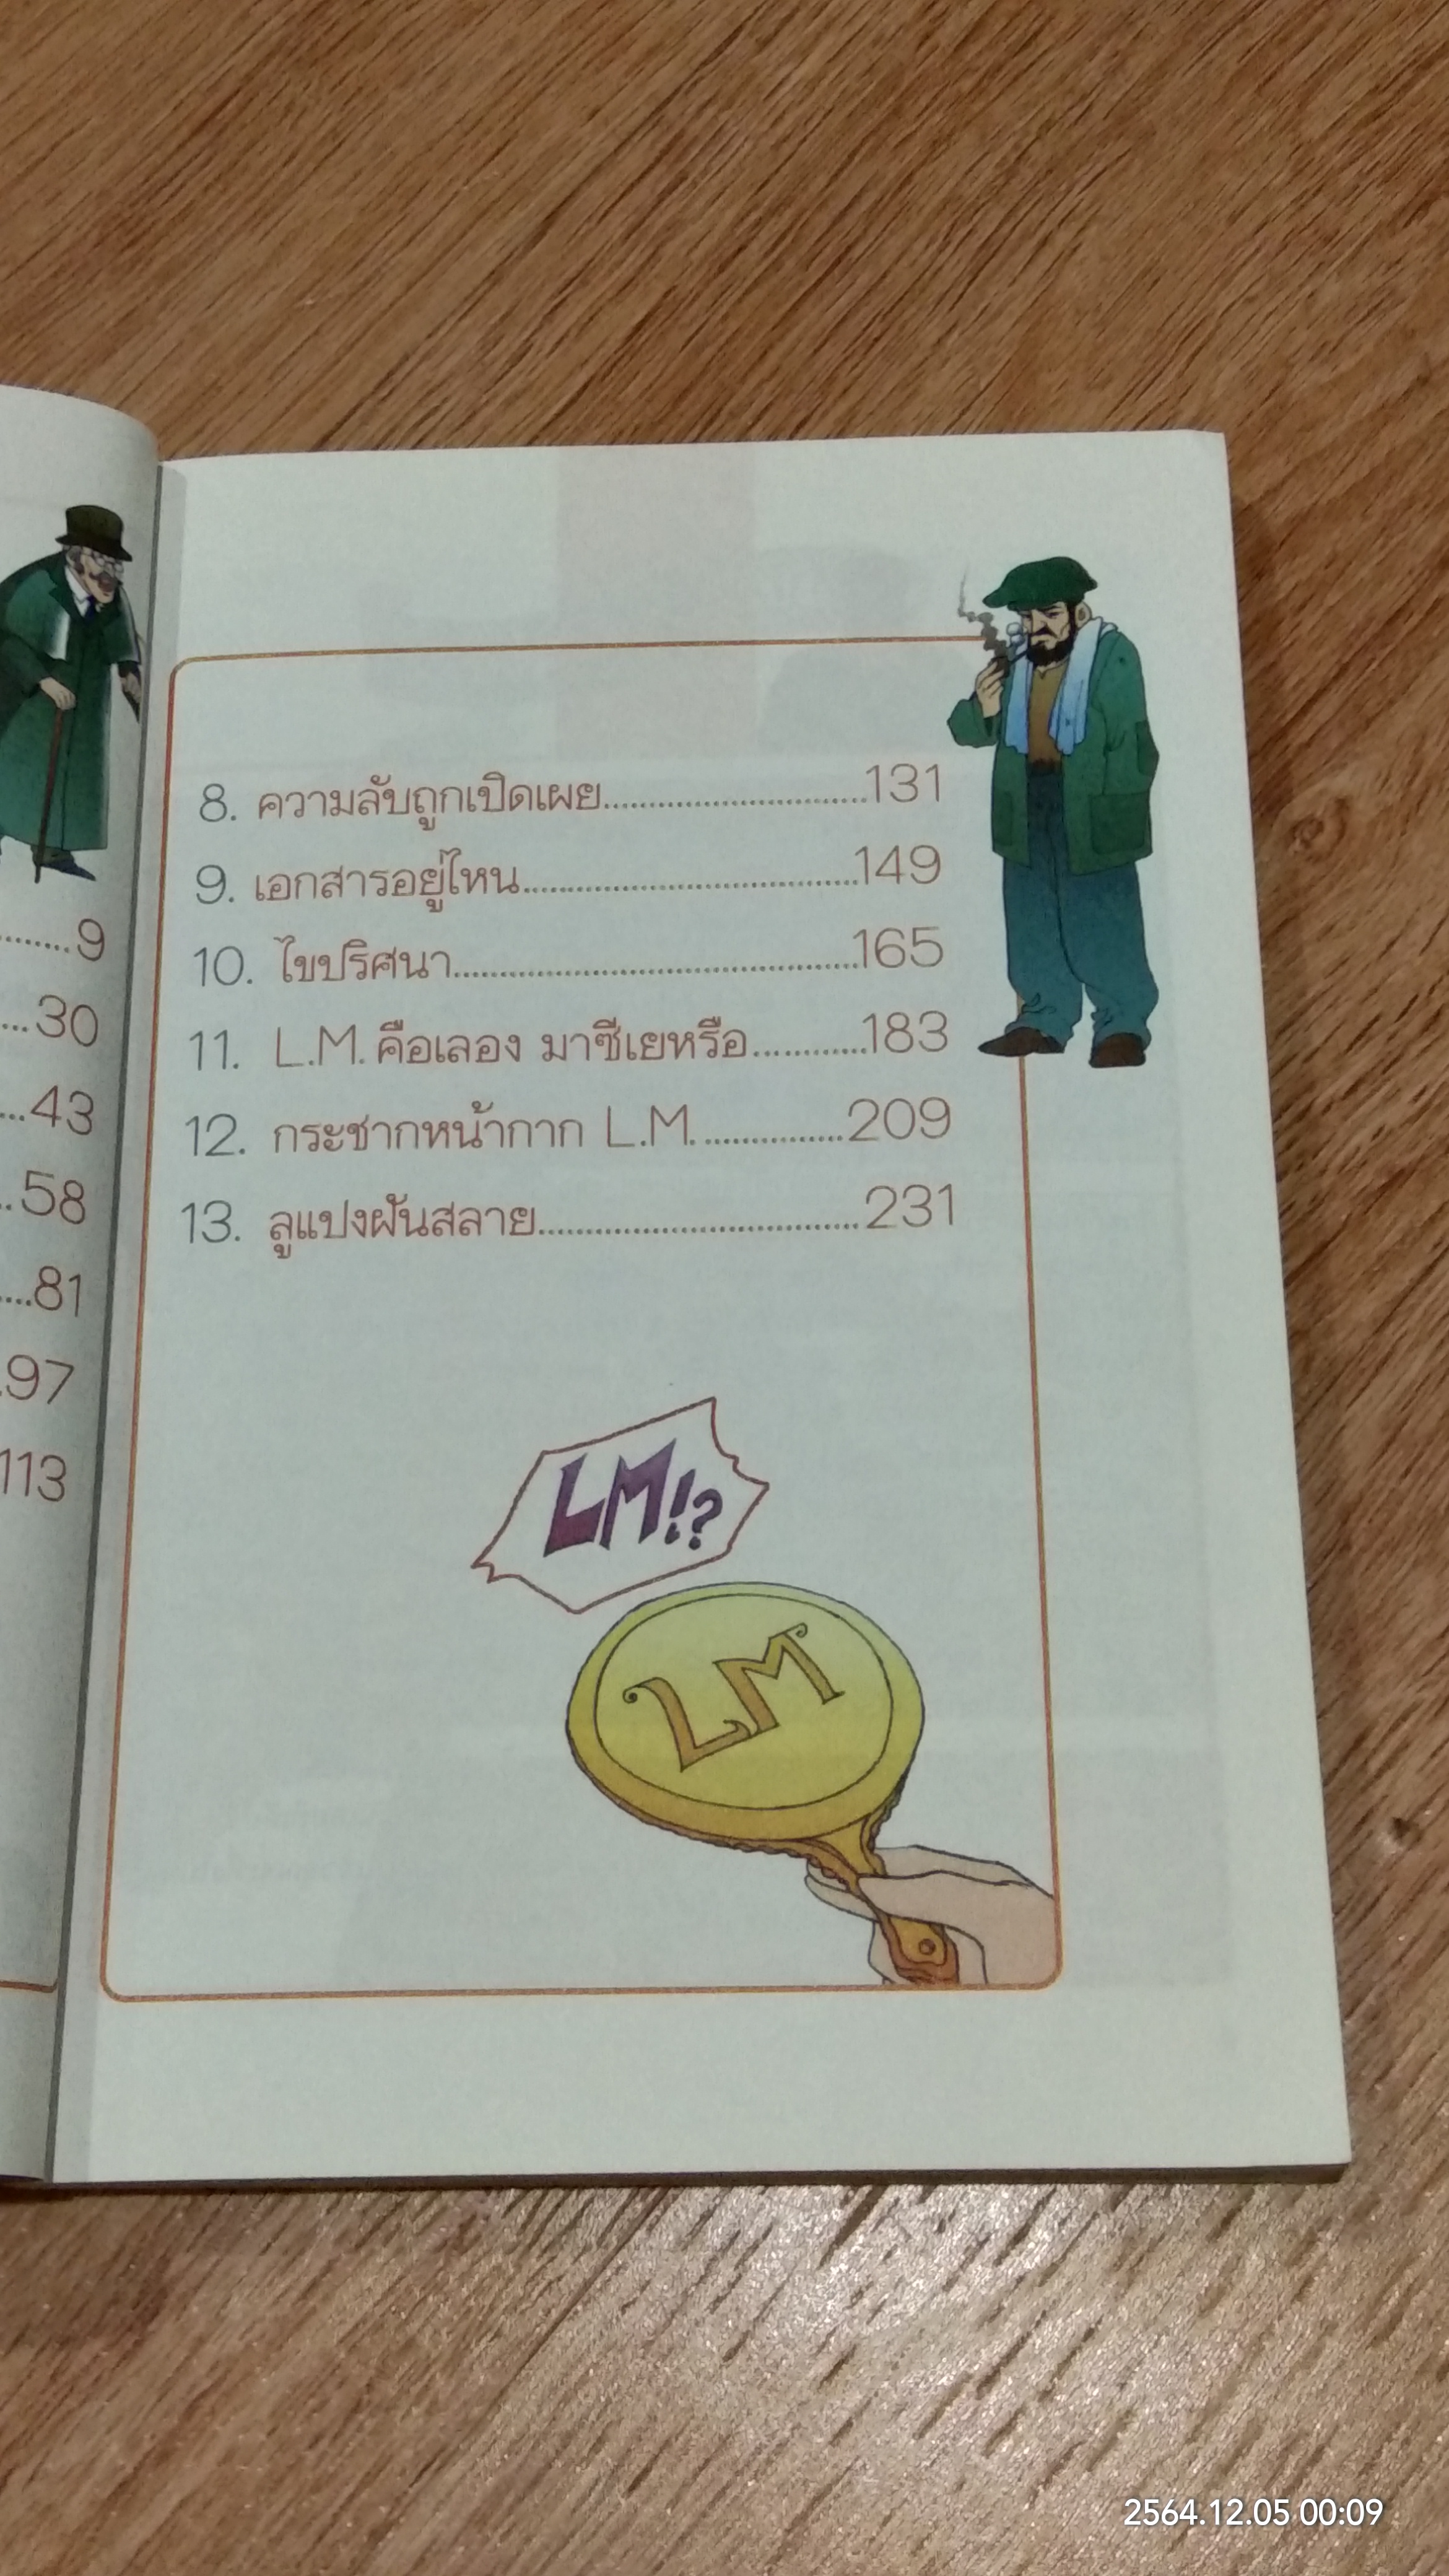 9
30
43
58
81
97
113
8. ความลับถูกเปิดเผย............................131
9. เอกสารอยู่ไหน....................................149
10. ไขปริศนา............................................165
11. L.M. คือเลออง มาซีเยหรือ............183
12. กระชากหน้ากาก L.M. ...............209
13. ลูแปงฝันสลาย..................................231
LM!?
LM
2564.12.05 00:09